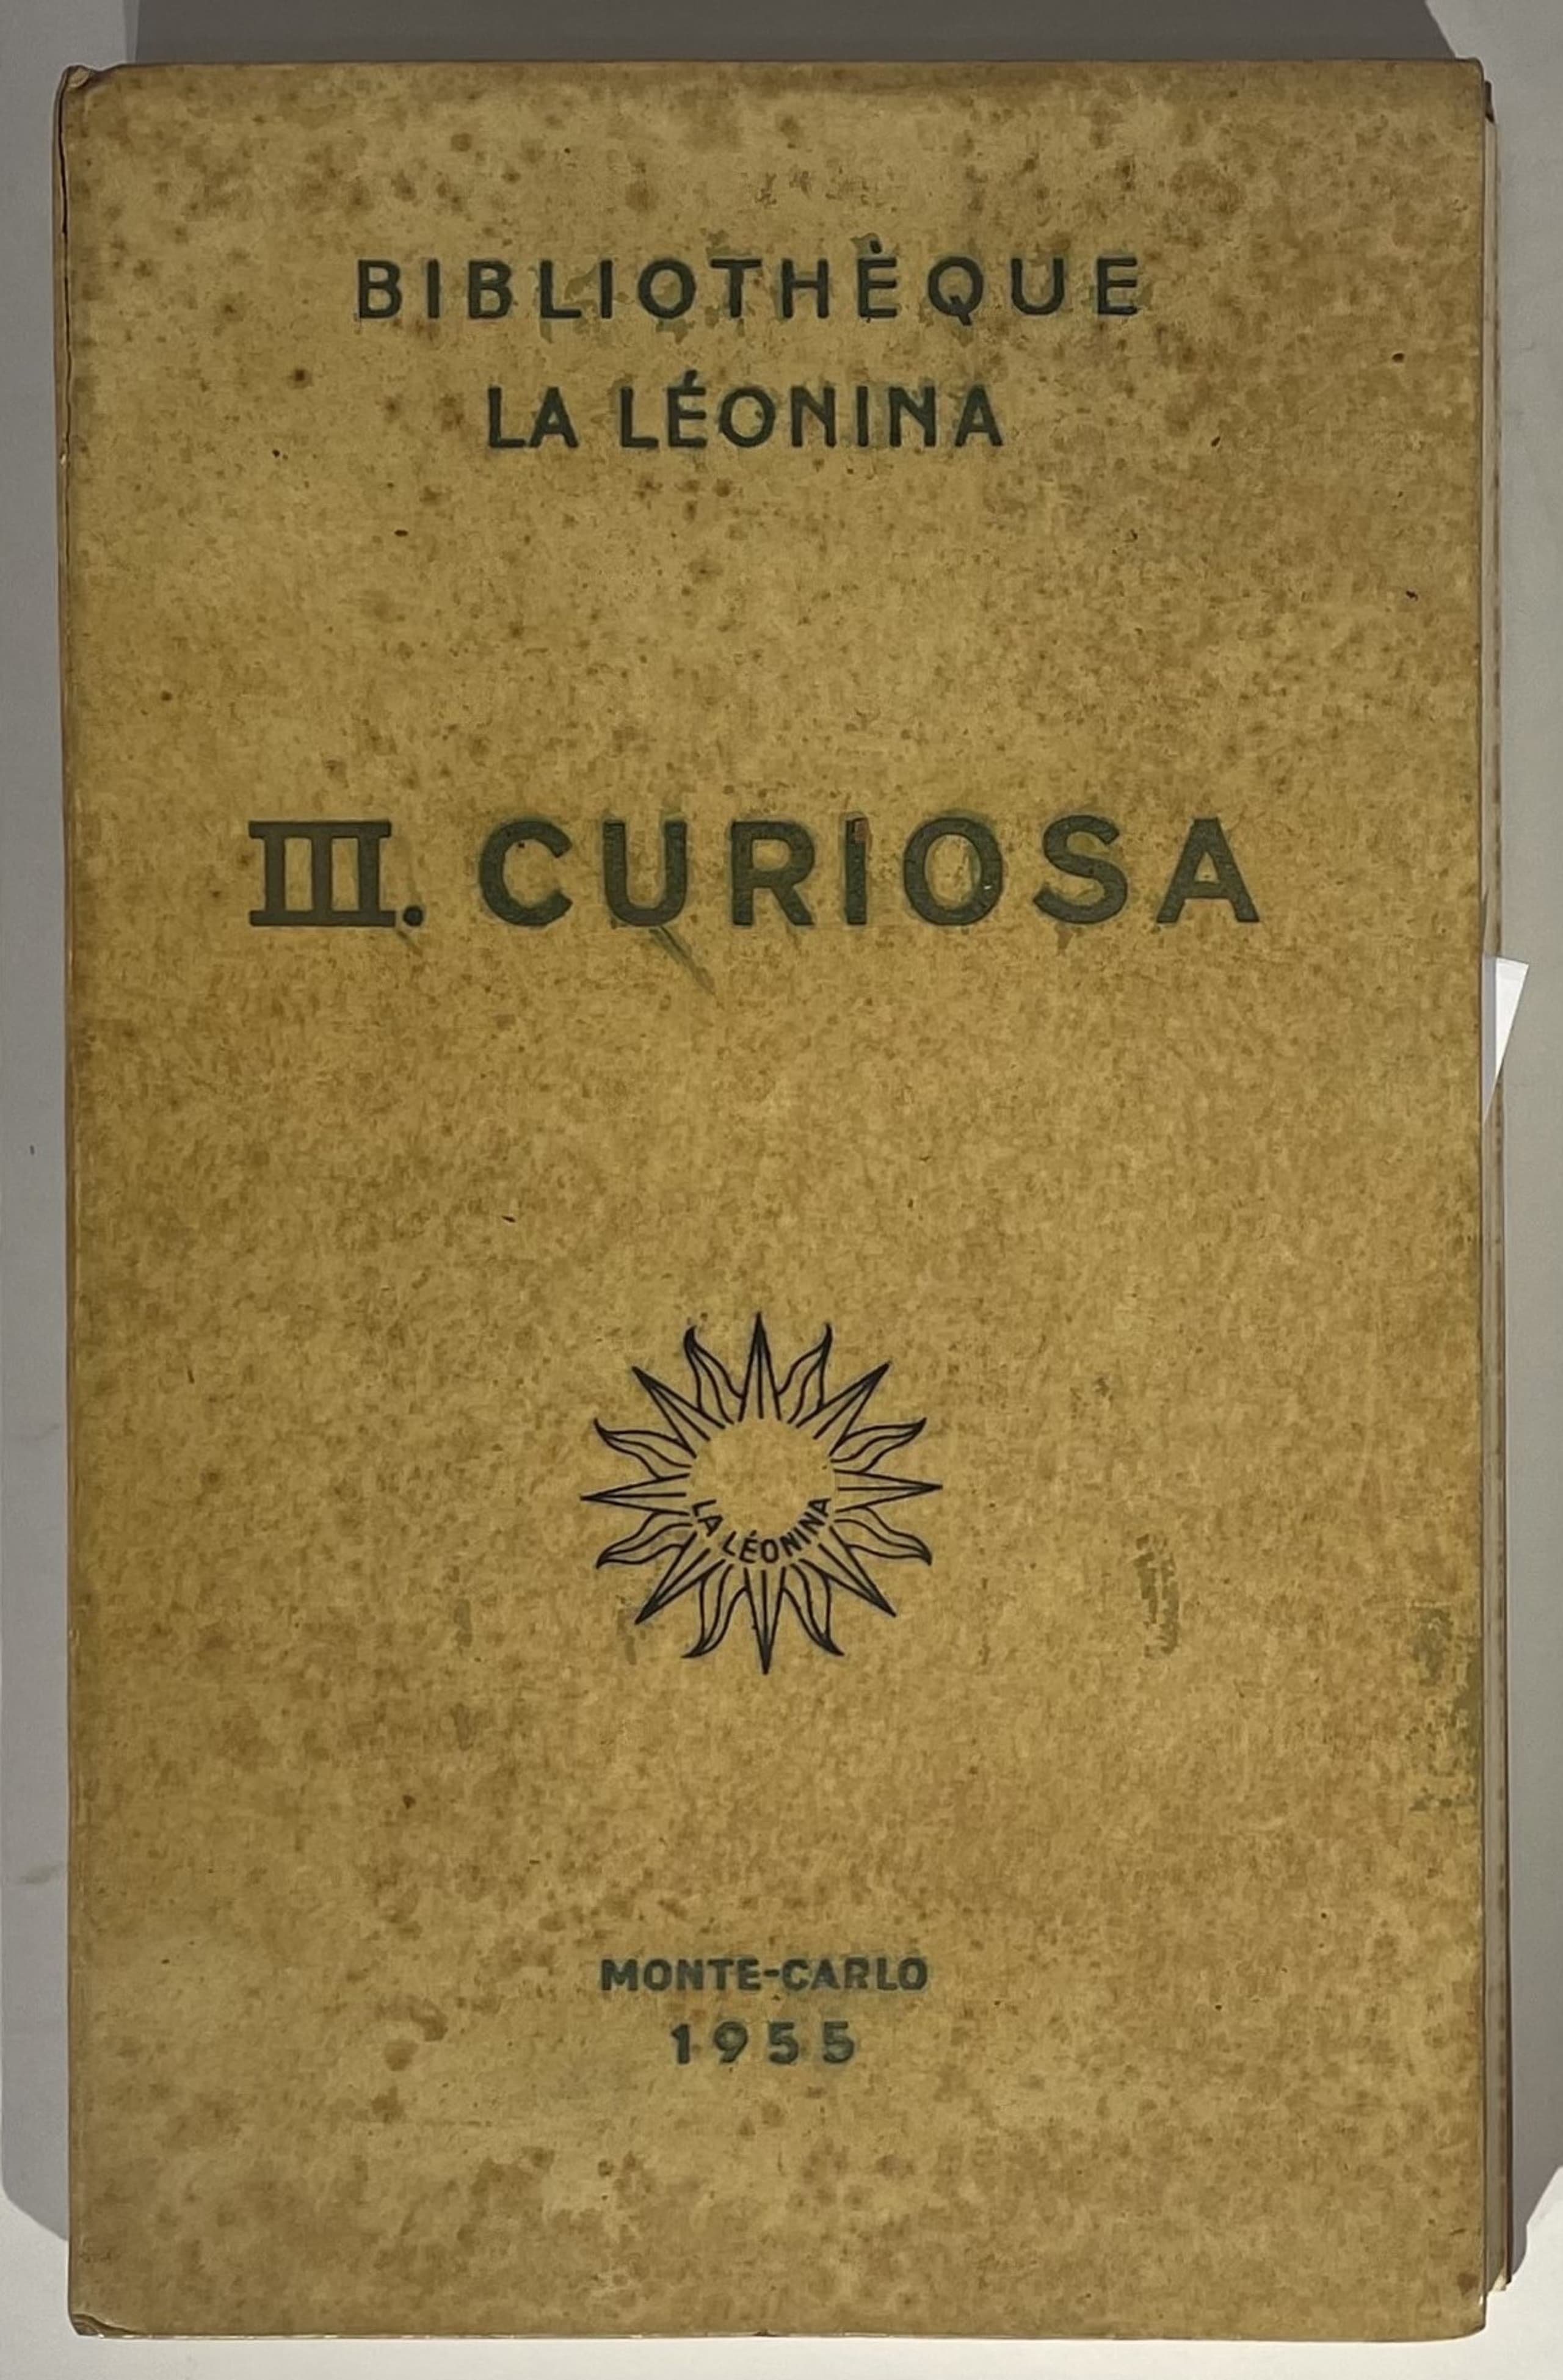 BIBLIOTHÈQUE
LA LÉONINA
III. CURIOSA
LA LÉONINA
MONTE-CARLO
1955